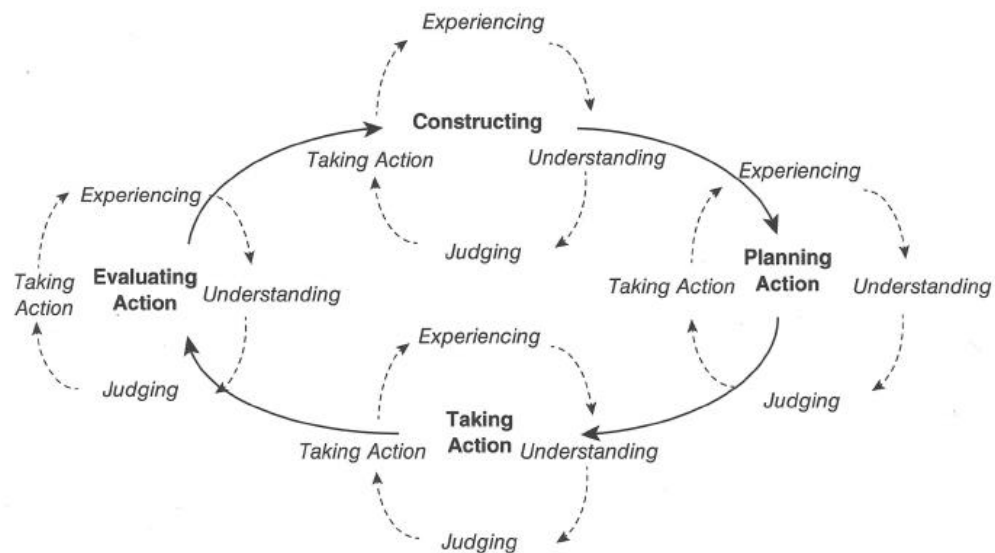 Experiencing
Constructing
Taking Action
Understanding
Judging
Experiencing
Planning
Action
Taking Action
Understanding
Judging
Experiencing
Taking
Action
Taking Action
Understanding
Judging
Experiencing
Evaluating
Action
Taking
Action
Understanding
Judging